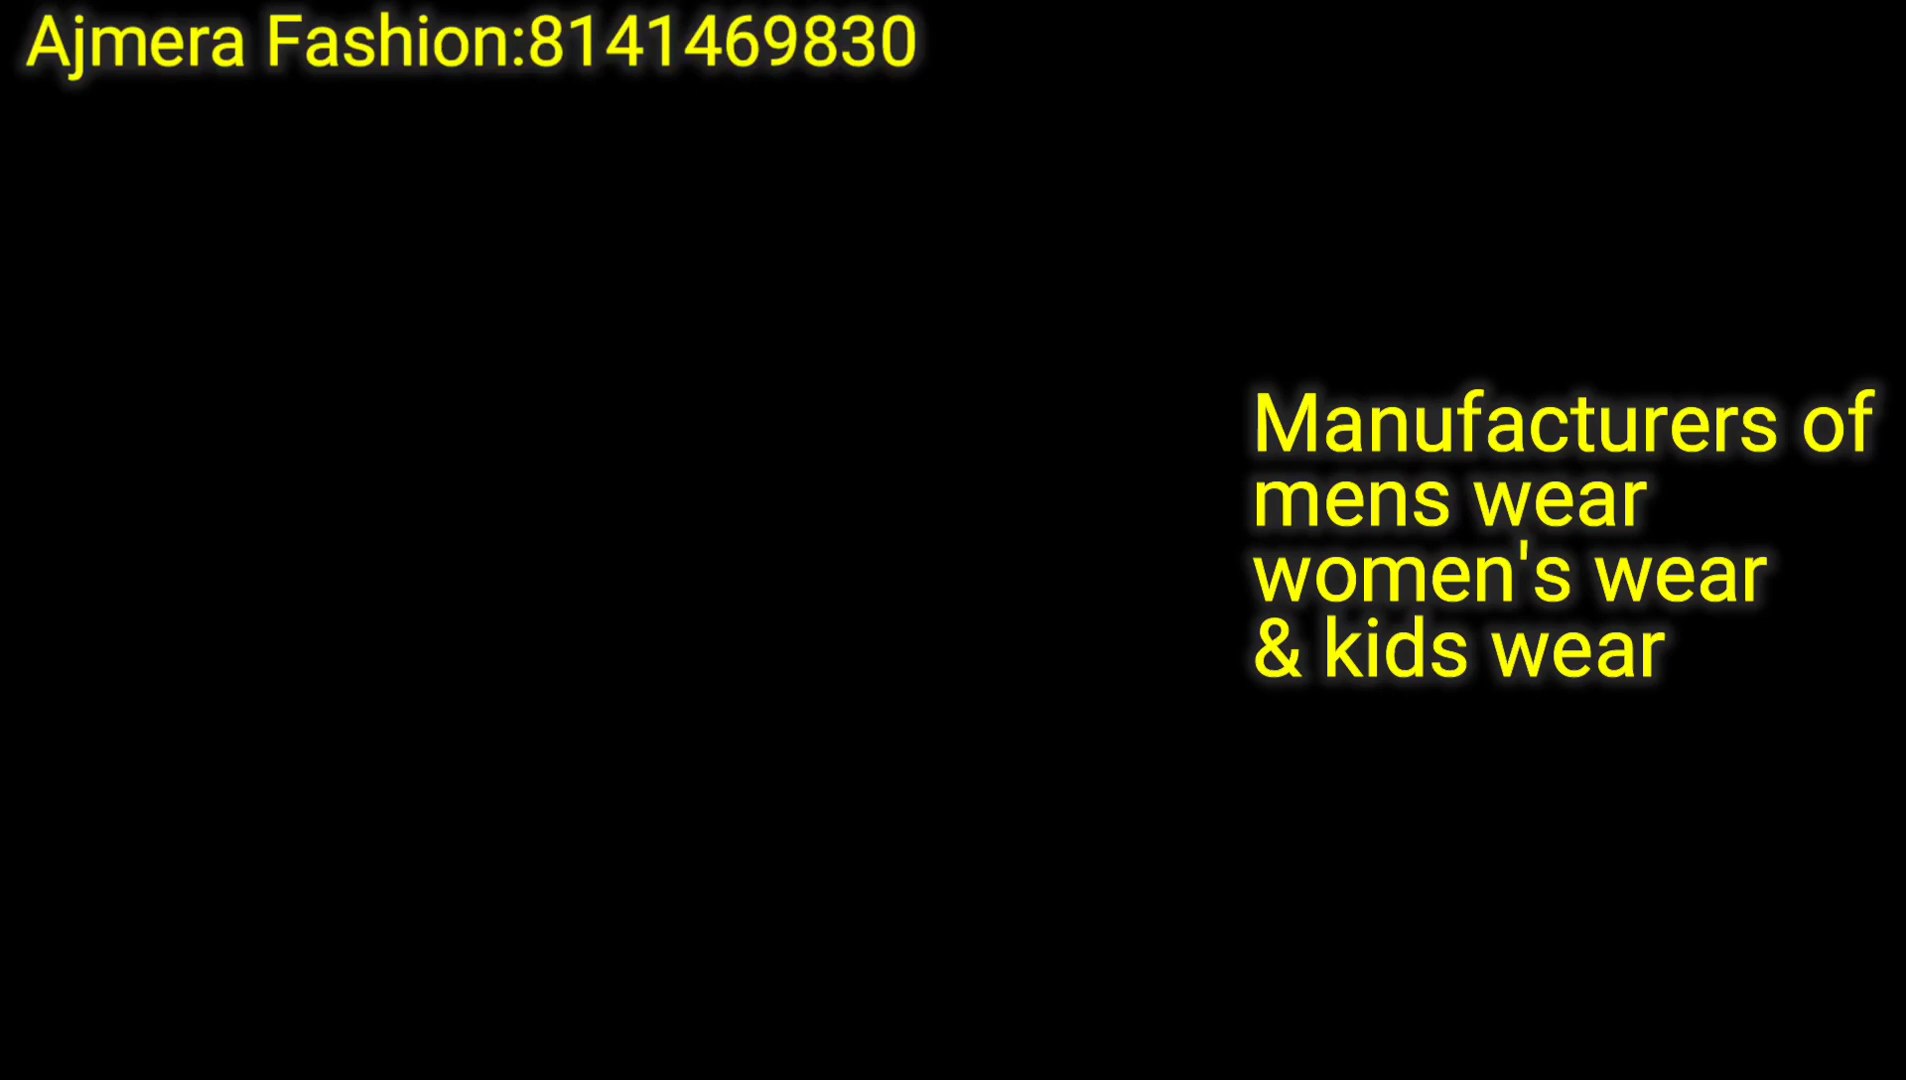 Ajmera Fashion:8141469830
Manufacturers of
mens wear
women's wear
& kids wear